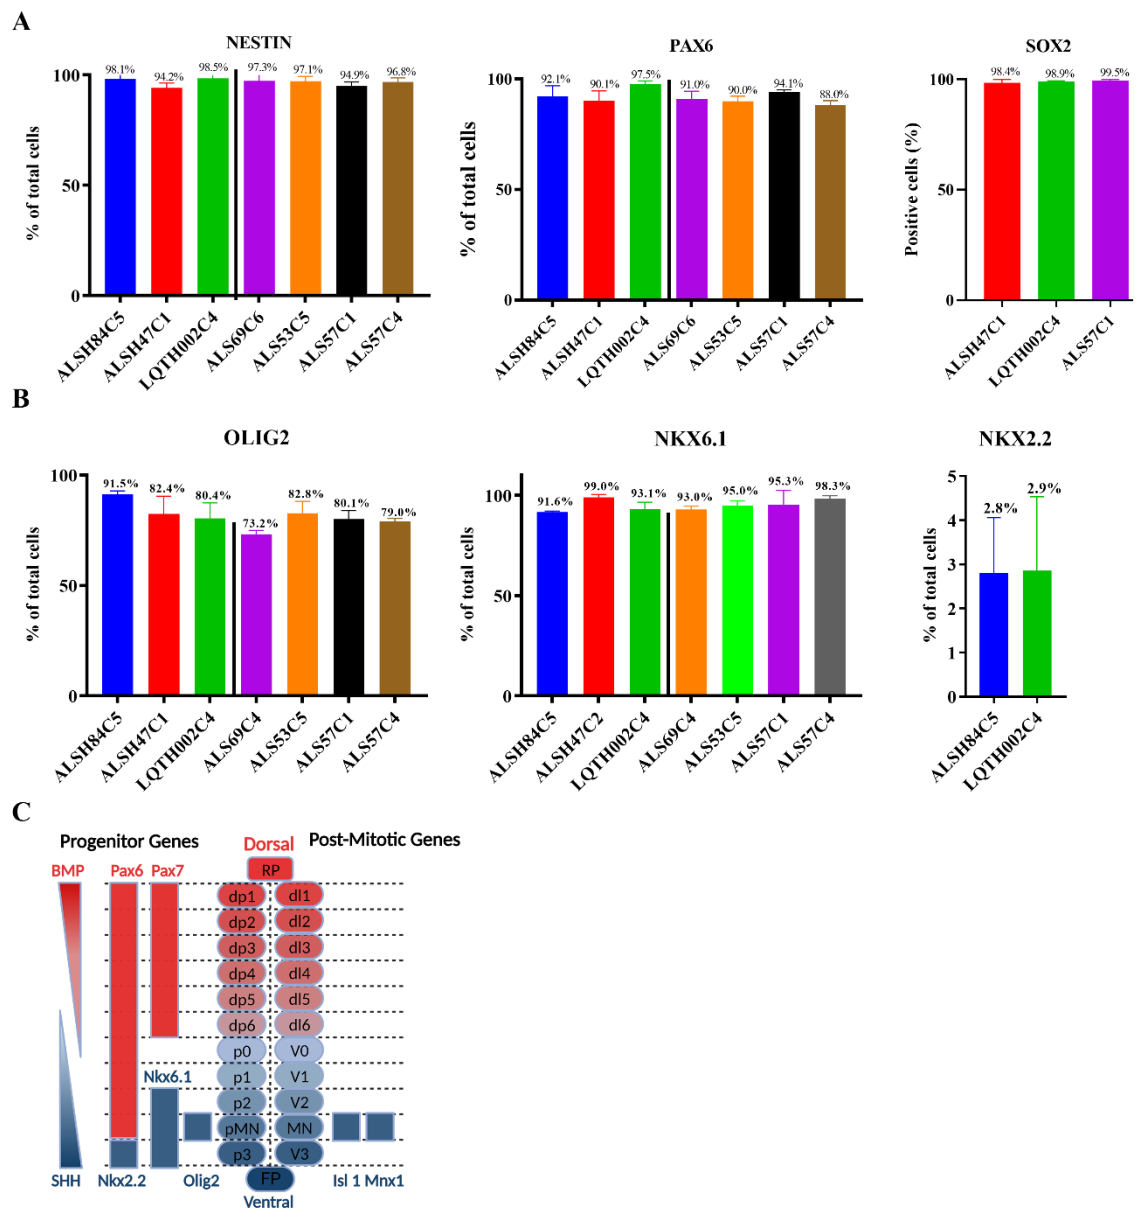 A
NESTIN
PAX6
SOX2
98.1%
94.2%
98.5%
97.3%
97.1%
94.9%
96.8%
100
50
0
% of total cells
ALSH84C5
ALSH47C1
LQTH002C4
ALS69C6
ALS53C5
ALS57C1
ALS57C4
92.1%
90.1%
97.5%
91.0%
90.0%
94.1%
88.0%
100
50
0
% of total cells
ALSH84C5
ALSH47C1
LQTH002C4
ALS69C6
ALS53C5
ALS57C1
ALS57C4
98.4%
98.9%
99.5%
100
50
0
Positive cells (%)
ALSH47C1
LQTH002C4
ALS57C1
B
OLIG2
NKX6.1
NKX2.2
91.5%
82.4%
80.4%
73.2%
82.8%
80.1%
79.0%
100
50
0
% of total cells
ALSH84C5
ALSH47C1
LQTH002C4
ALS69C4
ALS53C5
ALS57C1
ALS57C4
91.6%
99.0%
93.1%
93.0%
95.0%
95.3%
98.3%
100
50
0
% of total cells
ALSH84C5
ALSH47C2
LQTH002C4
ALS69C4
ALS53C5
ALS57C1
ALS57C4
2.8%
2.9%
5
4
3
2
1
0
% of total cells
ALSH84C5
LQTH002C4
C
Progenitor Genes
Dorsal
Post-Mitotic Genes
BMP Pax6 Pax7
RP
dp1 dl1
dp2 dl2
dp3 dl3
dp4 dl4
dp5 dl5
dp6 dl6
p0 V0
Nkx6.1
p1 V1
p2 V2
pMN MN
p3 V3
SHH Nkx2.2 Olig2 FP Isl 1 Mnx1
Ventral